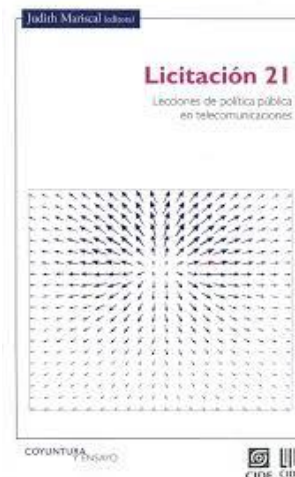 Judith Mariscal (editora)
Licitación 21
Lecciones de política pública
en telecomunicaciones
COYUNTURA
Y ENSAYO
CIDE